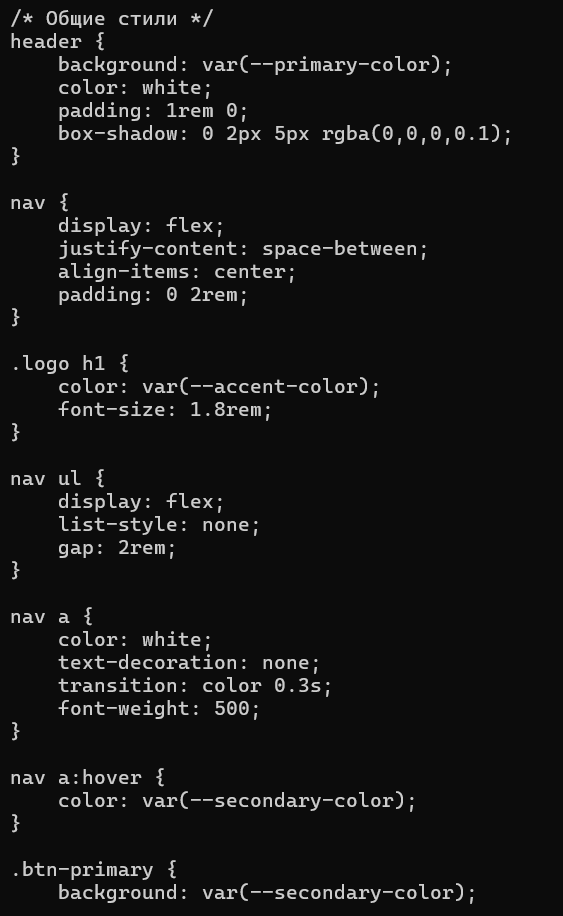 /* Общие стили */
header {
    background: var(--primary-color);
    color: white;
    padding: 1rem 0;
    box-shadow: 0 2px 5px rgba(0,0,0,0.1);
}

nav {
    display: flex;
    justify-content: space-between;
    align-items: center;
    padding: 0 2rem;
}

.logo h1 {
    color: var(--accent-color);
    font-size: 1.8rem;
}

nav ul {
    display: flex;
    list-style: none;
    gap: 2rem;
}

nav a {
    color: white;
    text-decoration: none;
    transition: color 0.3s;
    font-weight: 500;
}

nav a:hover {
    color: var(--secondary-color);
}

.btn-primary {
    background: var(--secondary-color);